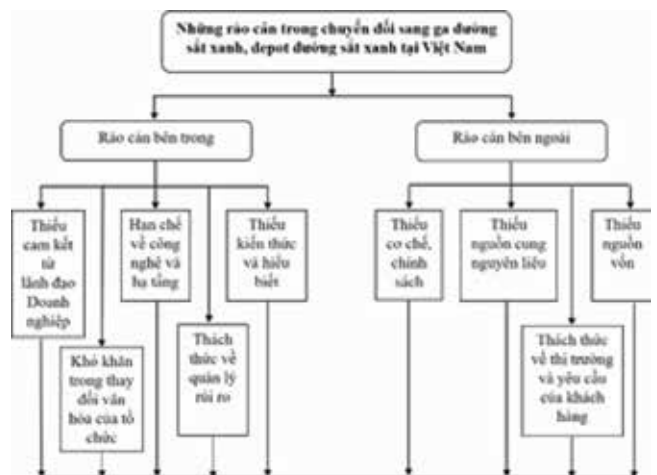 Những rào cản trong chuyển đổi sang ga đường
sắt xanh, depot đường sắt xanh tại Việt Nam
Rào cản bên trong
Rào cản bên ngoài
Thiếu
cam kết
từ
lãnh đạo
Doanh
nghiệp
Khó khăn
trong thay
đổi văn
hóa của tổ
chức
Hạn chế
về công
nghệ và
hạ tầng
Thách
thức về
quản lý
rủi ro
Thiếu
kiến thức
và hiểu
biết
Thiếu
cơ chế,
chính
sách
Thiếu
nguồn cung
nguyên liệu
Thách thức
về thị trường
và yêu cầu
của khách
hàng
Thiếu
nguồn
vốn